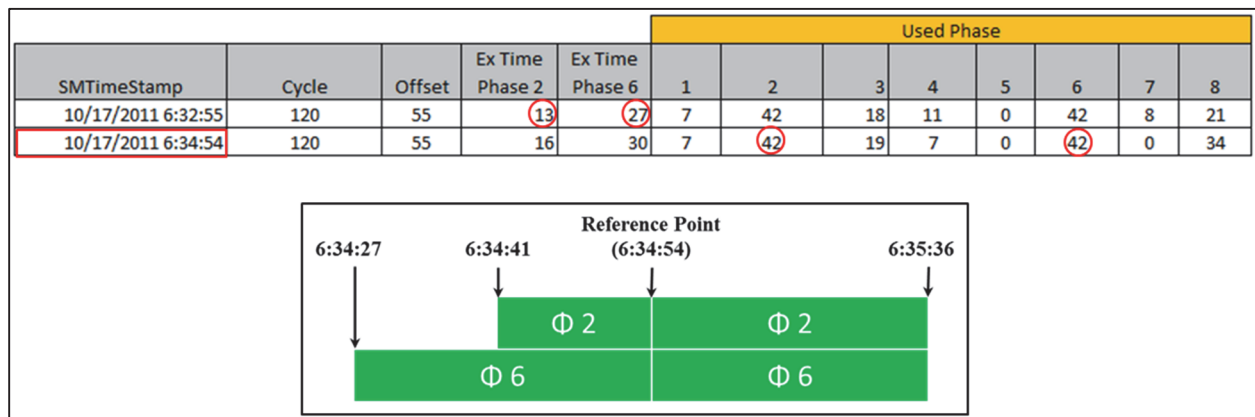 Used Phase
SMTimeStamp Cycle Offset Ex Time Phase 2 Ex Time Phase 6 1 2 3 4 5 6 7 8
10/17/2011 6:32:55 120 55 13 27 7 42 18 11 0 42 8 21
10/17/2011 6:34:54 120 55 16 30 7 42 19 7 0 42 0 34
Reference Point
6:34:27 6:34:41 (6:34:54) 6:35:36
Φ 2 Φ 2
Φ 6 Φ 6